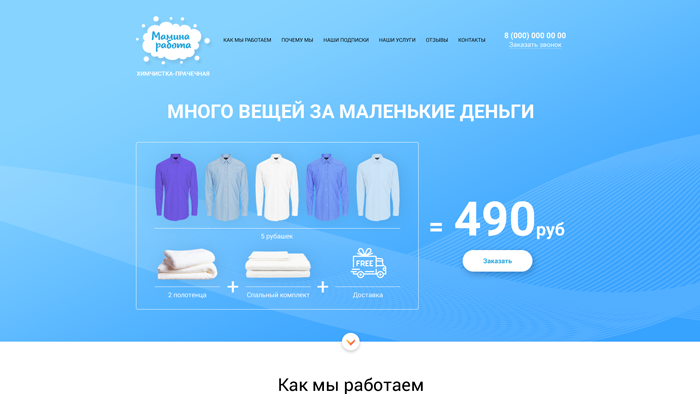 Мамина
работа
ХИМЧИСТКА-ПРАЧЕЧНАЯ
КАК МЫ РАБОТАЕМ
ПОЧЕМУ МЫ
НАШИ ПОДПИСКИ
НАШИ УСЛУГИ
ОТЗЫВЫ
КОНТАКТЫ
8 (000) 000 00 00
Заказать звонок
МНОГО ВЕЩЕЙ ЗА МАЛЕНЬКИЕ ДЕНЬГИ
5 рубашек
FREE
2 полотенца + Спальный комплект + Доставка
= 490руб
Заказать
Как мы работаем